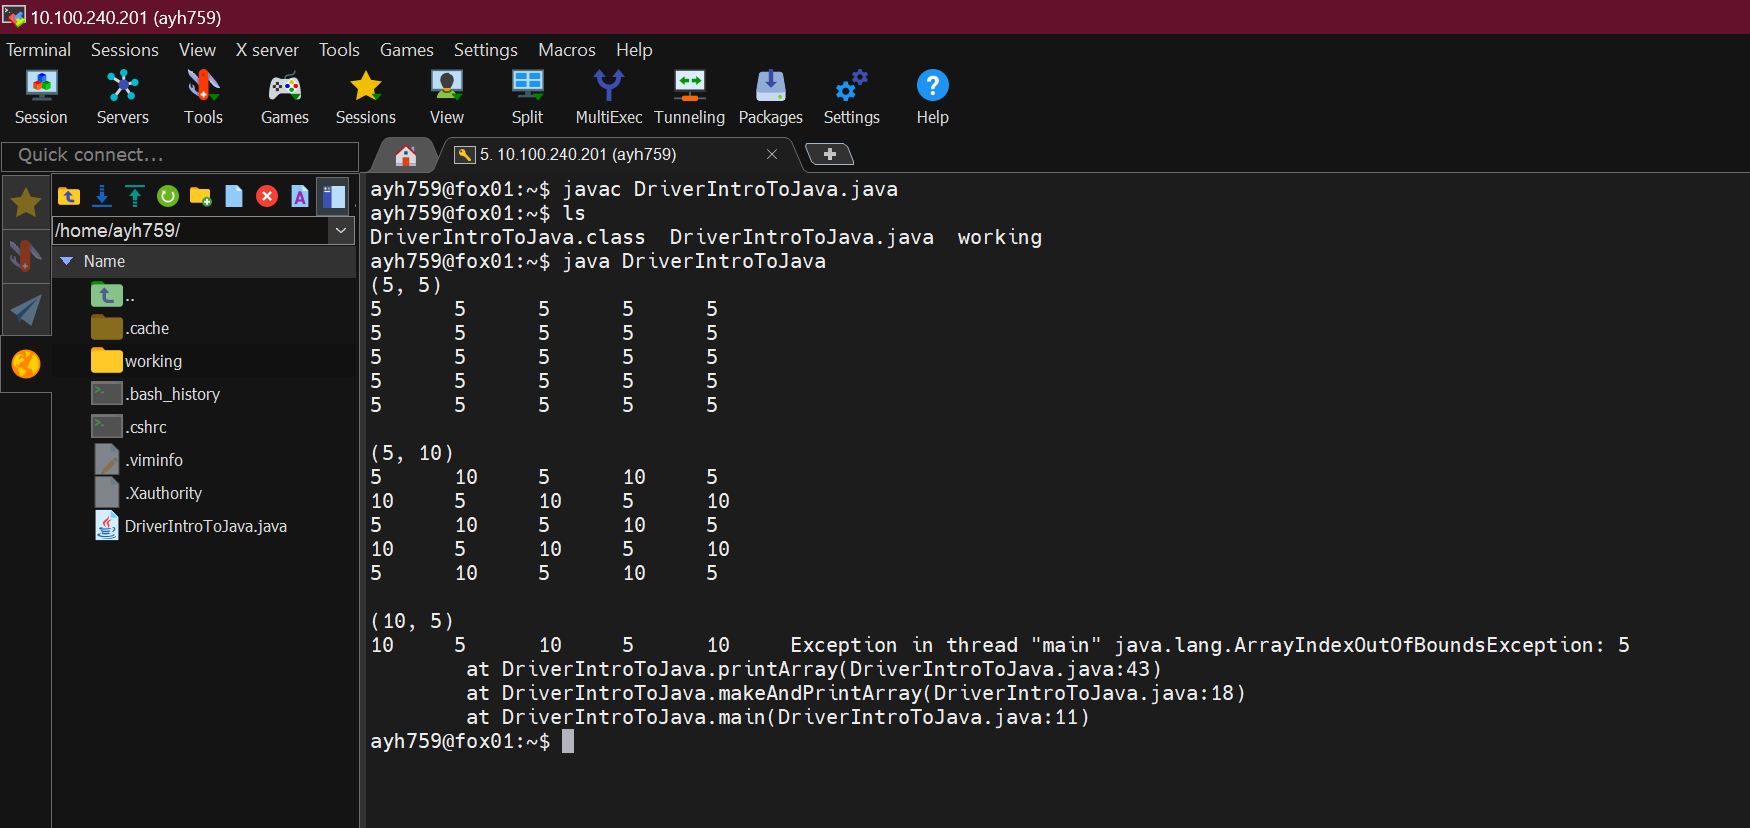 10.100.240.201 (ayh759)
Terminal Sessions View X server Tools Games Settings Macros Help
Session Servers Tools Games Sessions View Split MultiExec Tunneling Packages Settings Help
Quick connect...
5. 10.100.240.201 (ayh759)
/home/ayh759/
Name
..
.cache
working
.bash_history
.cshrc
.viminfo
.Xauthority
DriverIntroToJava.java
ayh759@fox01:~$ javac DriverIntroToJava.java
ayh759@fox01:~$ ls
DriverIntroToJava.class  DriverIntroToJava.java  working
ayh759@fox01:~$ java DriverIntroToJava
(5, 5)
5 5 5 5 5
5 5 5 5 5
5 5 5 5 5
5 5 5 5 5
5 5 5 5 5
(5, 10)
5 10 5 10 5
10 5 10 5 10
5 10 5 10 5
10 5 10 5 10
5 10 5 10 5
(10, 5)
10 5 10 5 10 Exception in thread "main" java.lang.ArrayIndexOutOfBoundsException: 5
at DriverIntroToJava.printArray(DriverIntroToJava.java:43)
at DriverIntroToJava.makeAndPrintArray(DriverIntroToJava.java:18)
at DriverIntroToJava.main(DriverIntroToJava.java:11)
ayh759@fox01:~$